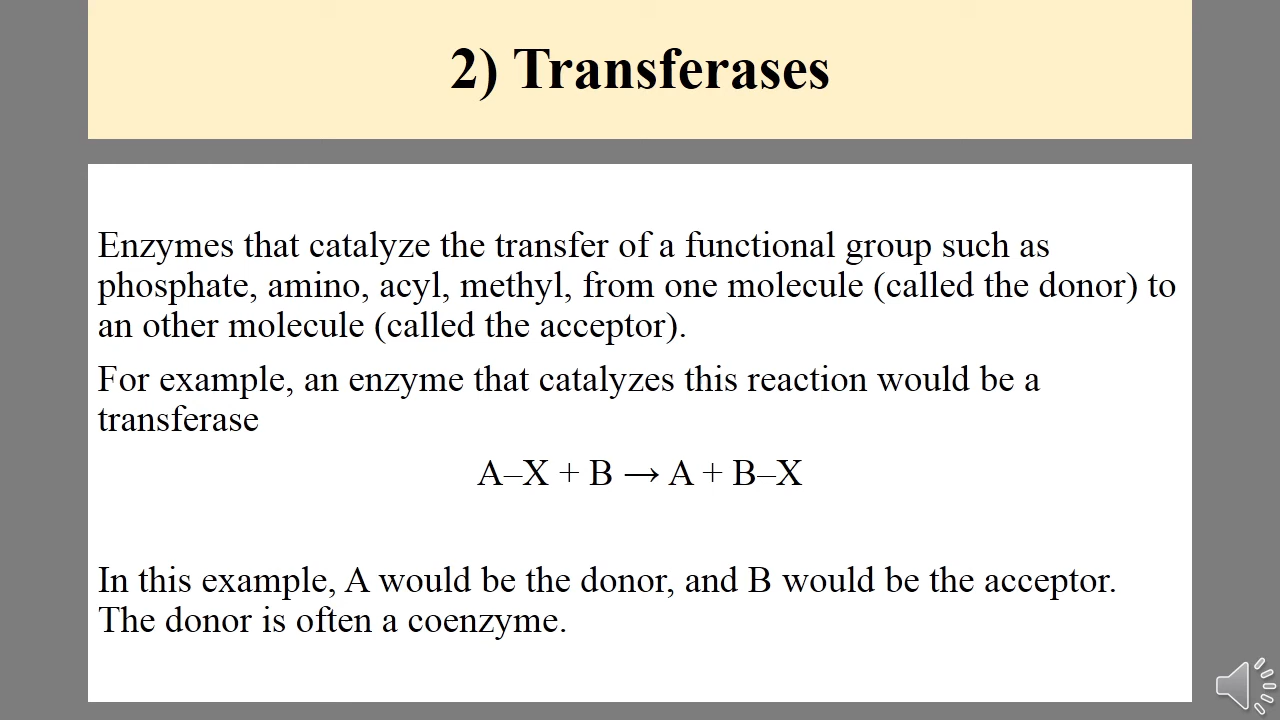 2) Transferases
Enzymes that catalyze the transfer of a functional group such as
phosphate, amino, acyl, methyl, from one molecule (called the donor) to
an other molecule (called the acceptor).
For example, an enzyme that catalyzes this reaction would be a
transferase
A–X + B → A + B–X
In this example, A would be the donor, and B would be the acceptor.
The donor is often a coenzyme.